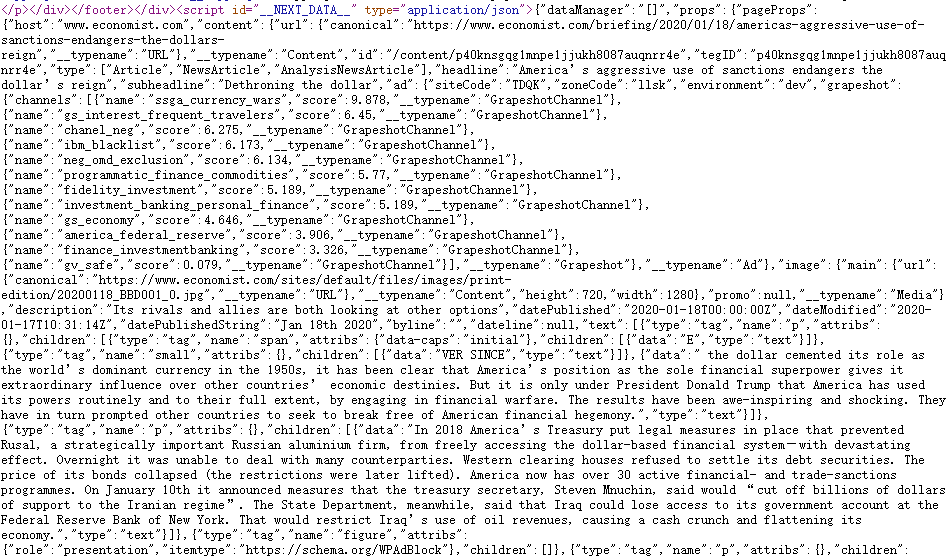 </p></div></footer></div><script id="__NEXT_DATA__" type="application/json">{"dataManager":"[]","props":{"pageProps":
{"host":"www.economist.com","content":{"url":{"canonical":"https://www.economist.com/briefing/2020/01/18/americas-aggressive-use-of-
sanctions-endangers-the-dollars-
reign","__typename":"URL"},"__typename":"Content","id":"/content/p40knsgqg1mnpe1jjukh8087auqnrr4e","tegID":"p40knsgqg1mnpe1jjukh8087auq
nrr4e","type":["Article","NewsArticle","AnalysisNewsArticle"],"headline":"America’s aggressive use of sanctions endangers the
dollar’s reign","subheadline":"Dethroning the dollar","ad":{"siteCode":"TDQK","zoneCode":"llsk","environment":"dev","grapeshot":
{"channels":[{"name":"ssga_currency_wars","score":9.878,"__typename":"GrapeshotChannel"},
{"name":"gs_interest_frequent_travelers","score":6.45,"__typename":"GrapeshotChannel"},
{"name":"chanel_neg","score":6.275,"__typename":"GrapeshotChannel"},
{"name":"ibm_blacklist","score":6.173,"__typename":"GrapeshotChannel"},
{"name":"neg_omd_exclusion","score":6.134,"__typename":"GrapeshotChannel"},
{"name":"programmatic_finance_commodities","score":5.77,"__typename":"GrapeshotChannel"},
{"name":"fidelity_investment","score":5.189,"__typename":"GrapeshotChannel"},
{"name":"investment_banking_personal_finance","score":5.189,"__typename":"GrapeshotChannel"},
{"name":"gs_economy","score":4.646,"__typename":"GrapeshotChannel"},
{"name":"america_federal_reserve","score":3.906,"__typename":"GrapeshotChannel"},
{"name":"finance_investmentbanking","score":3.326,"__typename":"GrapeshotChannel"},
{"name":"gv_safe","score":0.079,"__typename":"GrapeshotChannel"}],"__typename":"Grapeshot"},"__typename":"Ad"},"image":{"main":{"url":
{"canonical":"https://www.economist.com/sites/default/files/images/print-
edition/20200118_BBD001_0.jpg","__typename":"URL"},"__typename":"Content","height":720,"width":1280},"promo":null,"__typename":"Media"}
,"description":"Its rivals and allies are both looking at other options","datePublished":"2020-01-18T00:00:00Z","dateModified":"2020-
01-17T10:31:14Z","datePublishedString":"Jan 18th 2020","byline":"","dateline":null,"text":[{"type":"tag","name":"p","attribs":
{},"children":[{"type":"tag","name":"span","attribs":{"data-caps":"initial"},"children":[{"data":"E","type":"text"}]},
{"type":"tag","name":"small","attribs":{},"children":[{"data":"VER SINCE","type":"text"}]},{"data":" the dollar cemented its role as
the world’s dominant currency in the 1950s, it has been clear that America’s position as the sole financial superpower gives it
extraordinary influence over other countries’ economic destinies. But it is only under President Donald Trump that America has used
its powers routinely and to their full extent, by engaging in financial warfare. The results have been awe-inspiring and shocking. They
have in turn prompted other countries to seek to break free of American financial hegemony.","type":"text"}]},
{"type":"tag","name":"p","attribs":{},"children":[{"data":"In 2018 America’s Treasury put legal measures in place that prevented
Rusal, a strategically important Russian aluminium firm, from freely accessing the dollar-based financial system—with devastating
effect. Overnight it was unable to deal with many counterparties. Western clearing houses refused to settle its debt securities. The
price of its bonds collapsed (the restrictions were later lifted). America now has over 30 active financial- and trade-sanctions
programmes. On January 10th it announced measures that the treasury secretary, Steven Mnuchin, said would “cut off billions of dollars
of support to the Iranian regime”. The State Department, meanwhile, said that Iraq could lose access to its government account at the
Federal Reserve Bank of New York. That would restrict Iraq’s use of oil revenues, causing a cash crunch and flattening its
economy.","type":"text"}]},{"type":"tag","name":"figure","attribs":
{"role":"presentation","itemtype":"https://schema.org/WPAdBlock"},"children":[]},{"type":"tag","name":"p","attribs":{},"children":